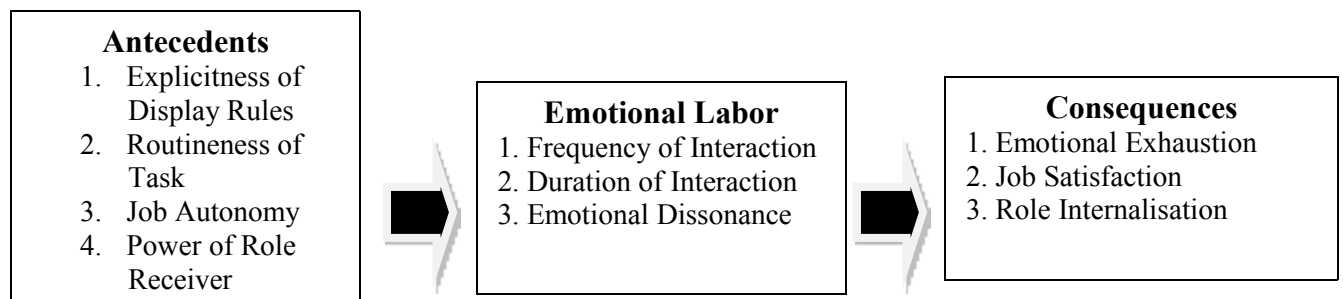 Antecedents
1. Explicitness of
Display Rules
2. Routineness of
Task
3. Job Autonomy
4. Power of Role
Receiver
Emotional Labor
1. Frequency of Interaction
2. Duration of Interaction
3. Emotional Dissonance
Consequences
1. Emotional Exhaustion
2. Job Satisfaction
3. Role Internalisation